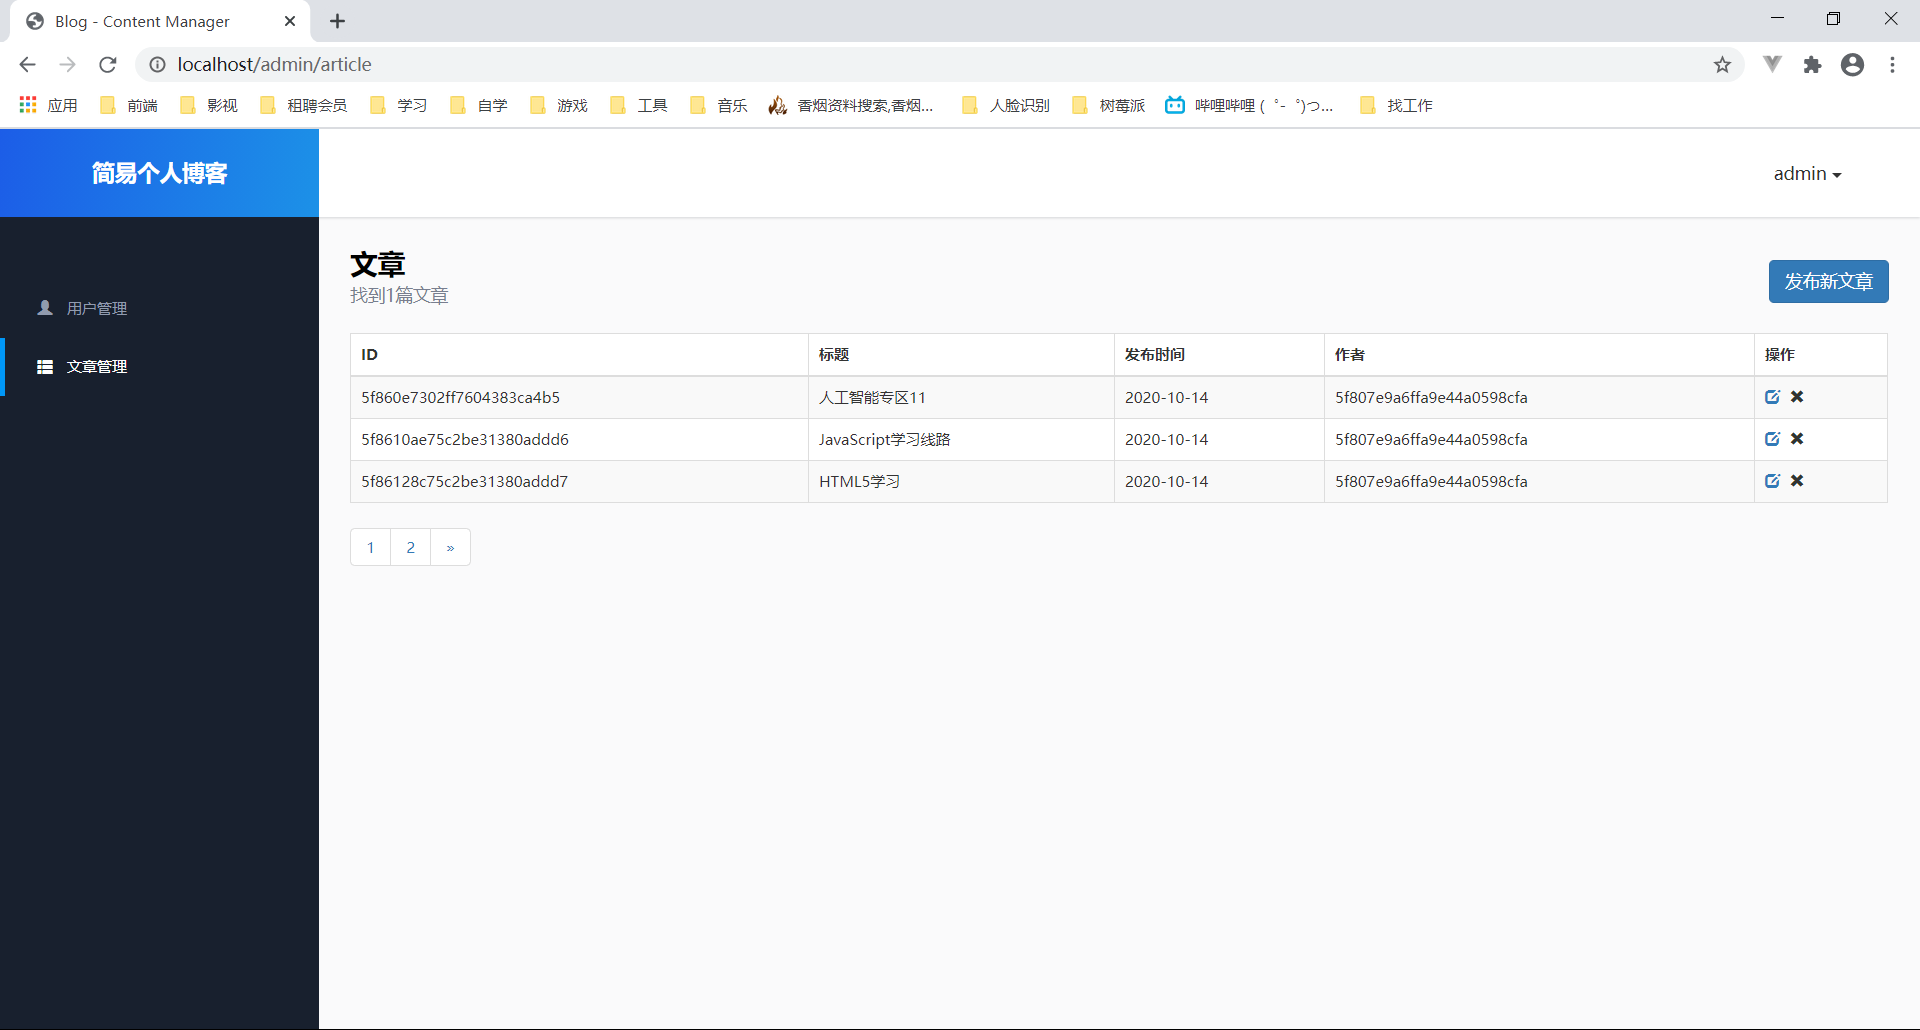 Blog - Content Manager
localhost/admin/article
应用 前端 影视 租聘会员 学习 自学 游戏 工具 音乐 香烟资料搜索,香烟... 人脸识别 树莓派 哔哩哔哩 ( ゜- ゜)つ... 找工作
简易个人博客
admin
用户管理
文章管理
文章
找到1篇文章
发布新文章
ID 标题 发布时间 作者 操作
5f860e7302ff7604383ca4b5 人工智能专区11 2020-10-14 5f807e9a6ffa9e44a0598cfa
5f8610ae75c2be31380addd6 JavaScript学习线路 2020-10-14 5f807e9a6ffa9e44a0598cfa
5f86128c75c2be31380addd7 HTML5学习 2020-10-14 5f807e9a6ffa9e44a0598cfa
1 2 »